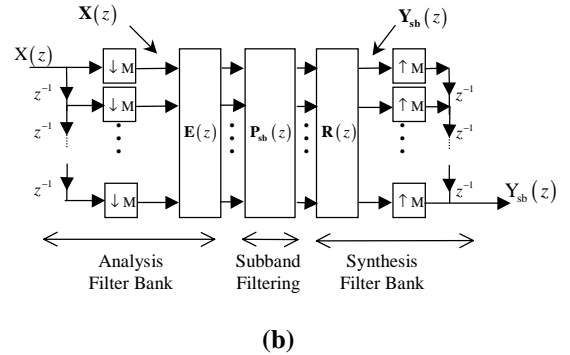 X(z)
Y_sb(z)
X(z)
↓ M
↑ M
z⁻¹
z⁻¹
↓ M
↑ M
z⁻¹
E(z)
P_sb(z)
R(z)
z⁻¹
z⁻¹
z⁻¹
↓ M
↑ M
Y_sb(z)
Analysis
Filter Bank
Subband
Filtering
Synthesis
Filter Bank
(b)